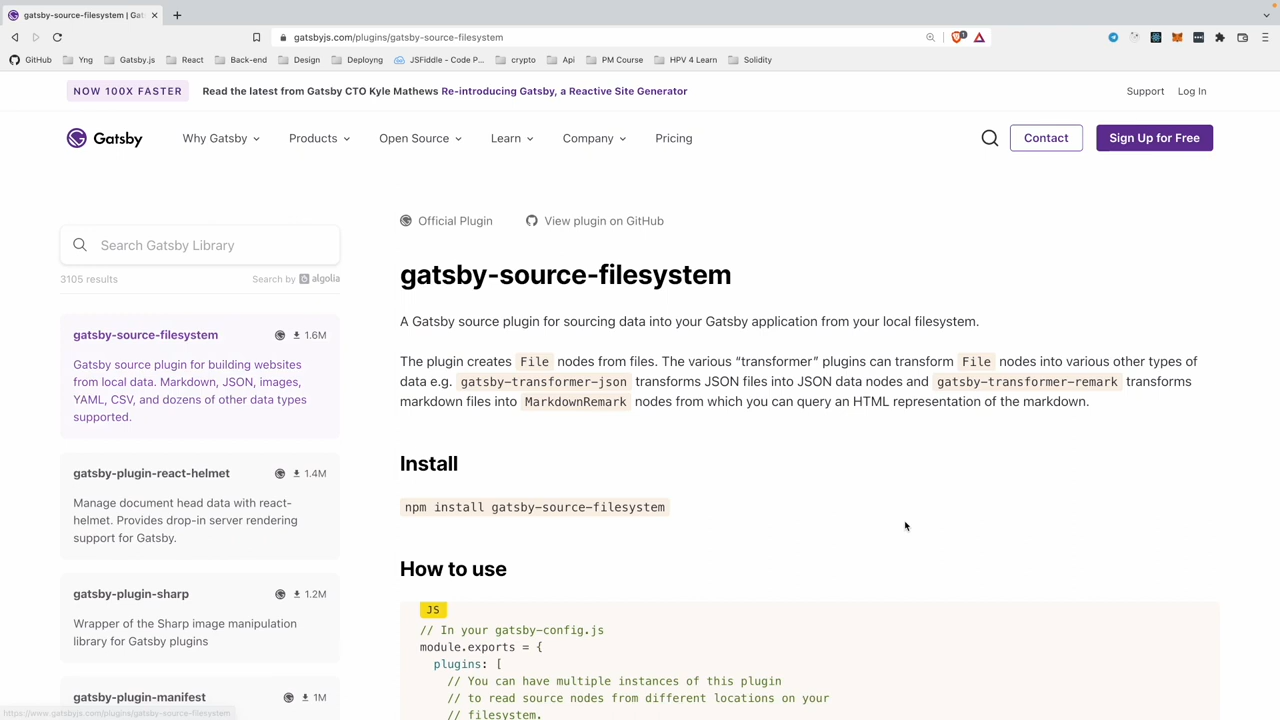 gatsby-source-filesystem | Gat
gatsbyjs.com/plugins/gatsby-source-filesystem
1
GitHub Yng Gatsby.js React Back-end Design Deployng JSFiddle - Code P... crypto Api PM Course HPV 4 Learn Solidity
NOW 100X FASTER Read the latest from Gatsby CTO Kyle Mathews Re-introducing Gatsby, a Reactive Site Generator Support Log In
Gatsby Why Gatsby Products Open Source Learn Company Pricing Contact Sign Up for Free
Search Gatsby Library
3105 results Search by algolia
gatsby-source-filesystem 1.6M
Gatsby source plugin for building websites
from local data. Markdown, JSON, images,
YAML, CSV, and dozens of other data types
supported.
gatsby-plugin-react-helmet 1.4M
Manage document head data with react-
helmet. Provides drop-in server rendering
support for Gatsby.
gatsby-plugin-sharp 1.2M
Wrapper of the Sharp image manipulation
library for Gatsby plugins
gatsby-plugin-manifest 1M
https://www.gatsbyjs.com/plugins/gatsby-source-filesystem
Official Plugin View plugin on GitHub
gatsby-source-filesystem
A Gatsby source plugin for sourcing data into your Gatsby application from your local filesystem.
The plugin creates File nodes from files. The various “transformer” plugins can transform File nodes into various other types of
data e.g. gatsby-transformer-json transforms JSON files into JSON data nodes and gatsby-transformer-remark transforms
markdown files into MarkdownRemark nodes from which you can query an HTML representation of the markdown.
Install
npm install gatsby-source-filesystem
How to use
JS
// In your gatsby-config.js
module.exports = {
plugins: [
// You can have multiple instances of this plugin
// to read source nodes from different locations on your
// filesystem.